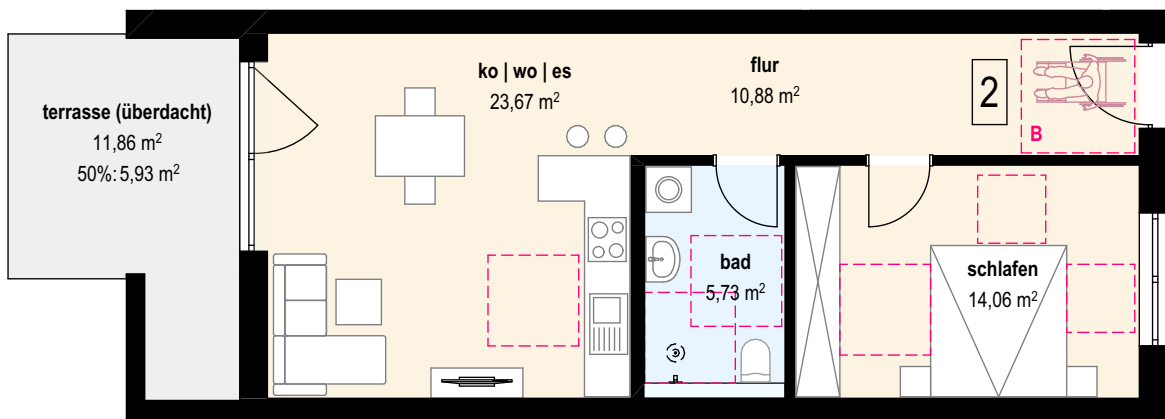 terrasse (überdacht)
11,86 m²
50%: 5,93 m²
ko | wo | es
23,67 m²
flur
10,88 m²
2
B
bad
5,73 m²
schlafen
14,06 m²